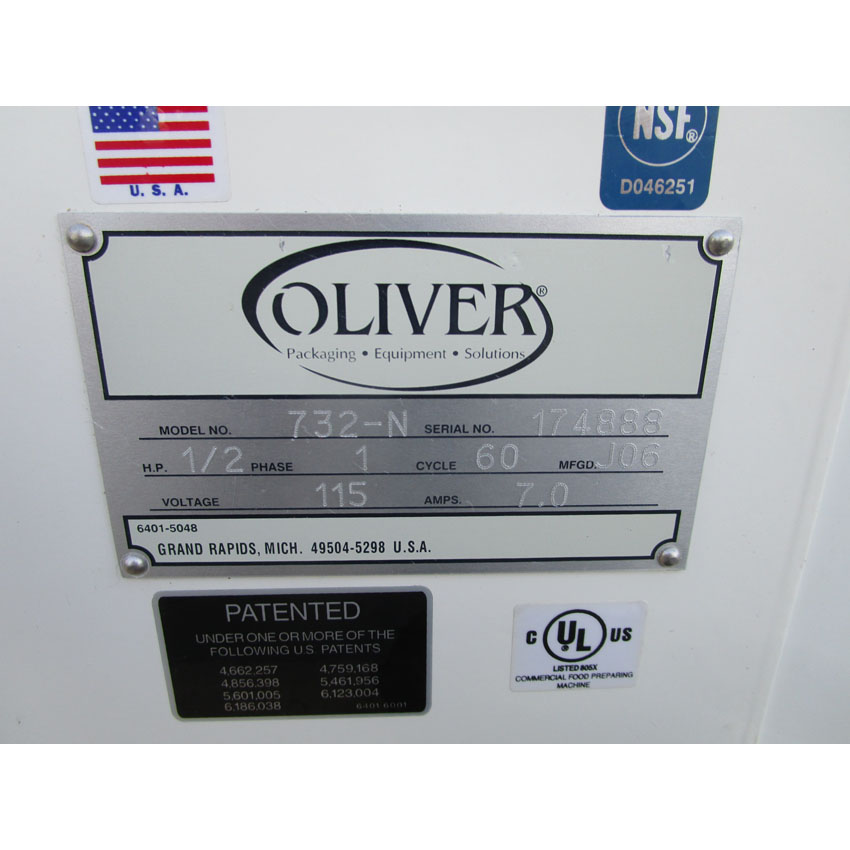 U. S. A.
NSF®
D046251
OLIVER®
Packaging • Equipment • Solutions
MODEL NO. 732-N SERIAL NO. 174888
H.P. 1/2 PHASE 1 CYCLE 60 MFGD. J06
VOLTAGE 115 AMPS. 7.0
6401-5048
GRAND RAPIDS, MICH. 49504-5298 U.S.A.
PATENTED
UNDER ONE OR MORE OF THE
FOLLOWING U.S. PATENTS
4,662,257 4,759,168
4,856,398 5,461,956
5,601,005 6,123,004
6,186,038 6401-6001
C UL US
LISTED 805X
COMMERCIAL FOOD PREPARING
MACHINE